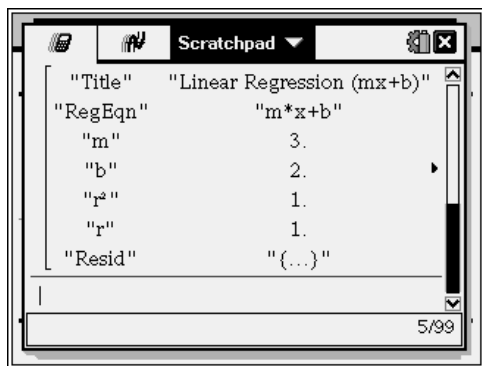 Scratchpad
"Title" "Linear Regression (mx+b)"
"RegEqn" "m*x+b"
"m" 3.
"b" 2.
"r²" 1.
"r" 1.
"Resid" "{...}"
5/99